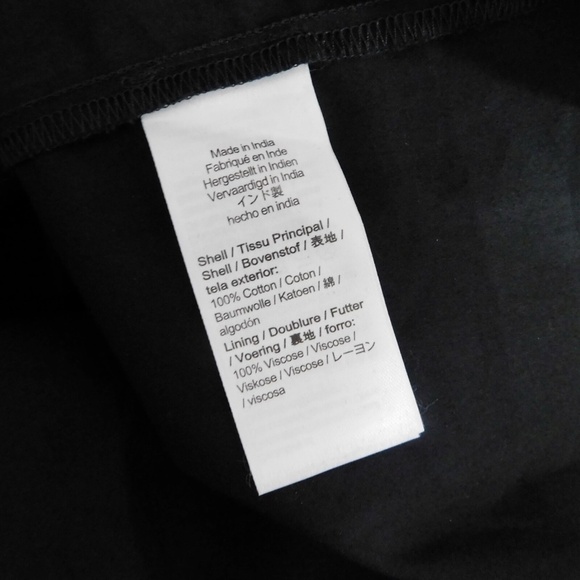 Made in India
Fabriqué en Inde
Hergestellt in Indien
Vervaardigd in India
インド製
hecho en india
Shell / Tissu Principal /
Shell / Bovenstof / 表地 /
tela exterior:
100% Cotton / Coton /
Baumwolle / Katoen / 綿 /
algodón
Lining / Doublure / Futter
/ Voering / 裏地 / forro:
100% Viscose / Viscose /
Viskose / Viscose / レーヨン
/ viscosa